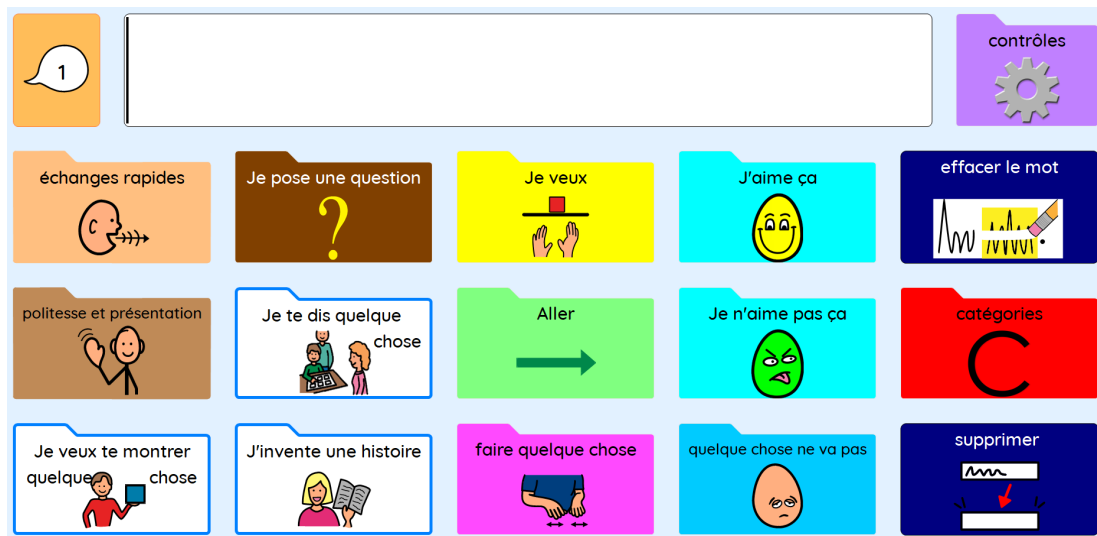 1
contrôles
échanges rapides
Je pose une question
?
Je veux
J'aime ça
effacer le mot
politesse et présentation
Je te dis quelque
chose
Aller
Je n'aime pas ça
catégories
C
Je veux te montrer
quelque chose
J'invente une histoire
faire quelque chose
quelque chose ne va pas
supprimer